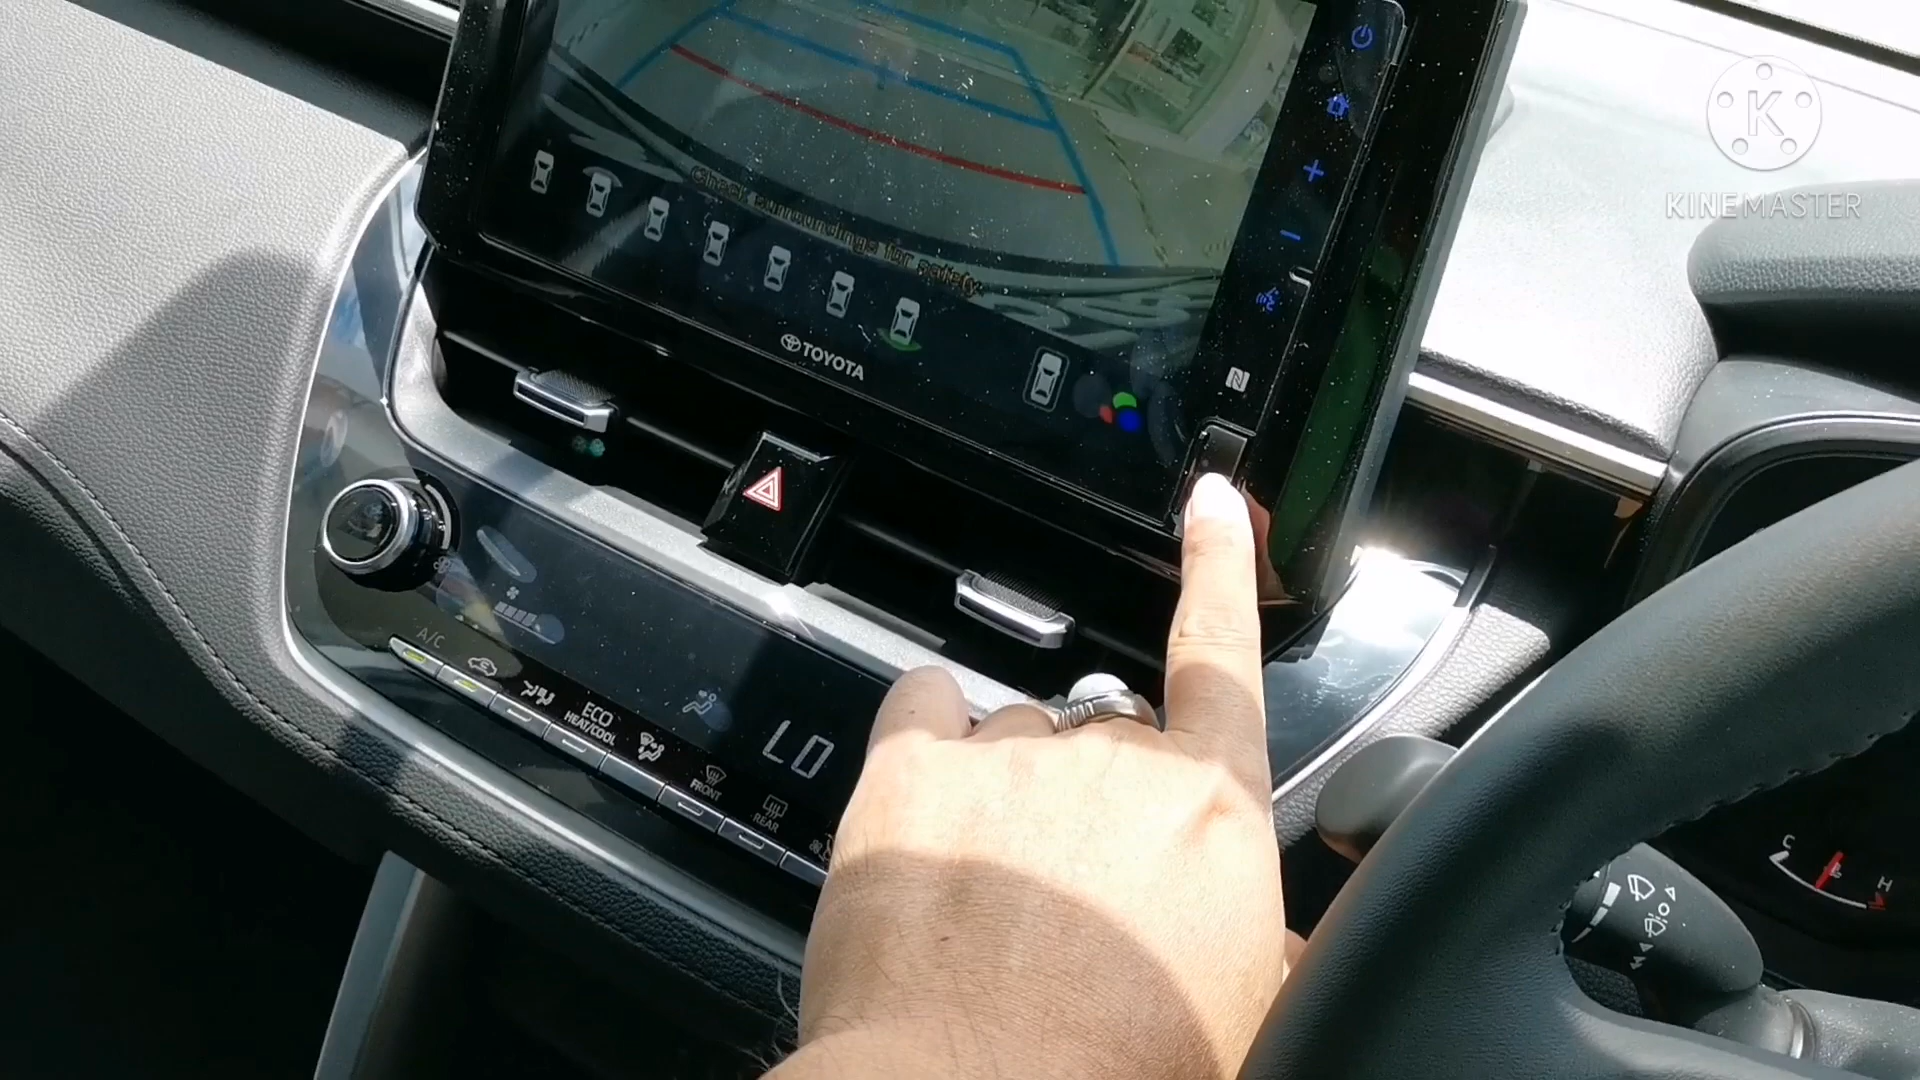 K
KINEMASTER
Check surroundings for safety.
TOYOTA
A/C
ECO
HEAT/COOL
FRONT
REAR
LO
C
H